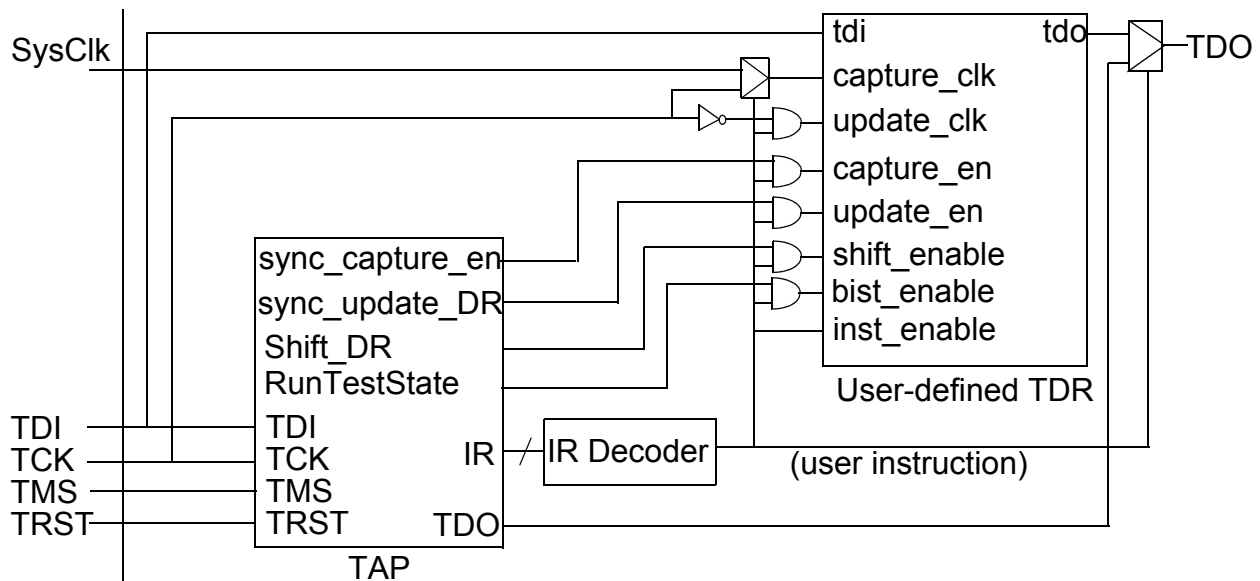 SysClk
tdi
tdo
TDO
capture_clk
update_clk
capture_en
update_en
shift_enable
bist_enable
inst_enable
User-defined TDR
sync_capture_en
sync_update_DR
Shift_DR
RunTestState
TDI
TCK
TMS
TRST
TDI
TCK
TMS
TRST
IR
TDO
IR Decoder
(user instruction)
TAP